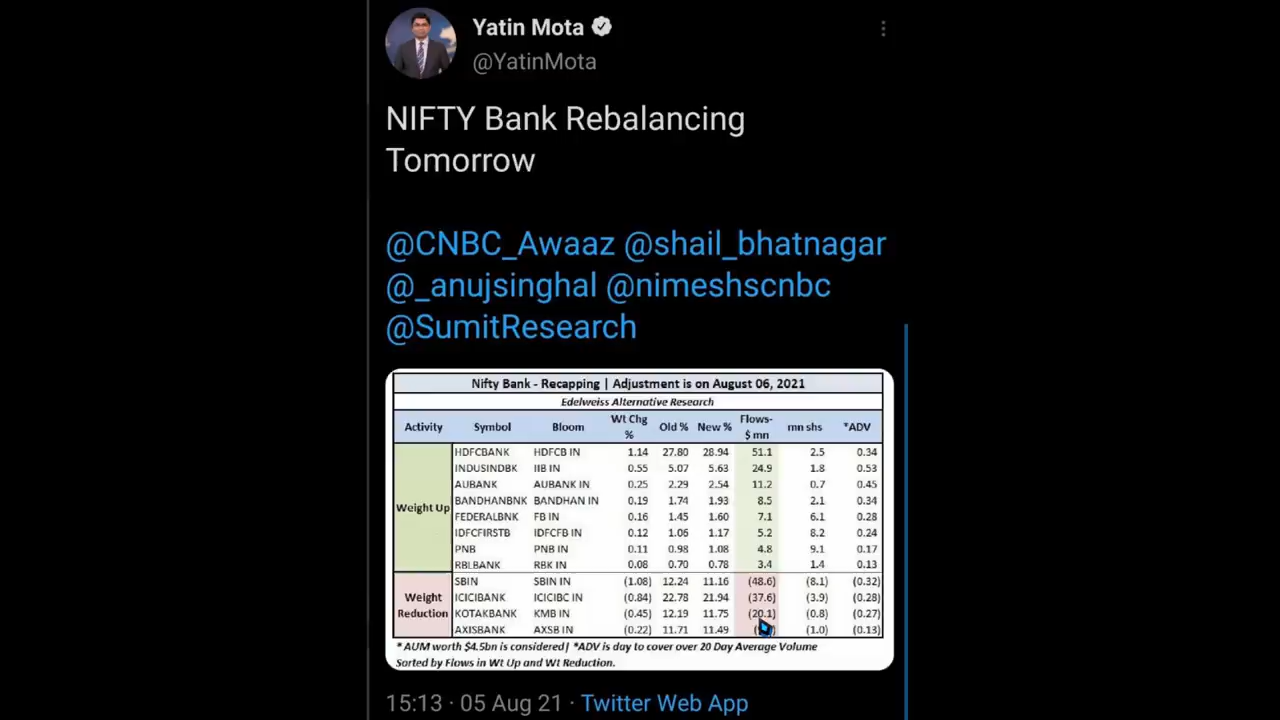 Yatin Mota
@YatinMota
NIFTY Bank Rebalancing
Tomorrow
@CNBC_Awaaz @shail_bhatnagar
@_anujsinghal @nimeshscnbc
@SumitResearch
Nifty Bank - Recapping | Adjustment is on August 06, 2021
Edelweiss Alternative Research
Activity Symbol Bloom Wt Chg % Old % New % Flows- $ mn mn shs *ADV
Weight Up
HDFCBANK HDFCB IN 1.14 27.80 28.94 51.1 2.5 0.34
INDUSINDBK IIB IN 0.55 5.07 5.63 24.9 1.8 0.53
AUBANK AUBANK IN 0.25 2.29 2.54 11.2 0.7 0.45
BANDHANBNK BANDHAN IN 0.19 1.74 1.93 8.5 2.1 0.34
FEDERALBNK FB IN 0.16 1.45 1.60 7.1 6.1 0.28
IDFCFIRSTB IDFCFB IN 0.12 1.06 1.17 5.2 8.2 0.24
PNB PNB IN 0.11 0.98 1.08 4.8 9.1 0.17
RBLBANK RBK IN 0.08 0.70 0.78 3.4 1.4 0.13
Weight Reduction
SBIN SBIN IN (1.08) 12.24 11.16 (48.6) (8.1) (0.32)
ICICIBANK ICICIBC IN (0.84) 22.78 21.94 (37.6) (3.9) (0.28)
KOTAKBANK KMB IN (0.45) 12.19 11.75 (20.1) (0.8) (0.27)
AXISBANK AXSB IN (0.22) 11.71 11.49 (1.0) (0.13)
* AUM worth $4.5bn is considered| *ADV is day to cover over 20 Day Average Volume
Sorted by Flows in Wt Up and Wt Reduction.
15:13 · 05 Aug 21 · Twitter Web App